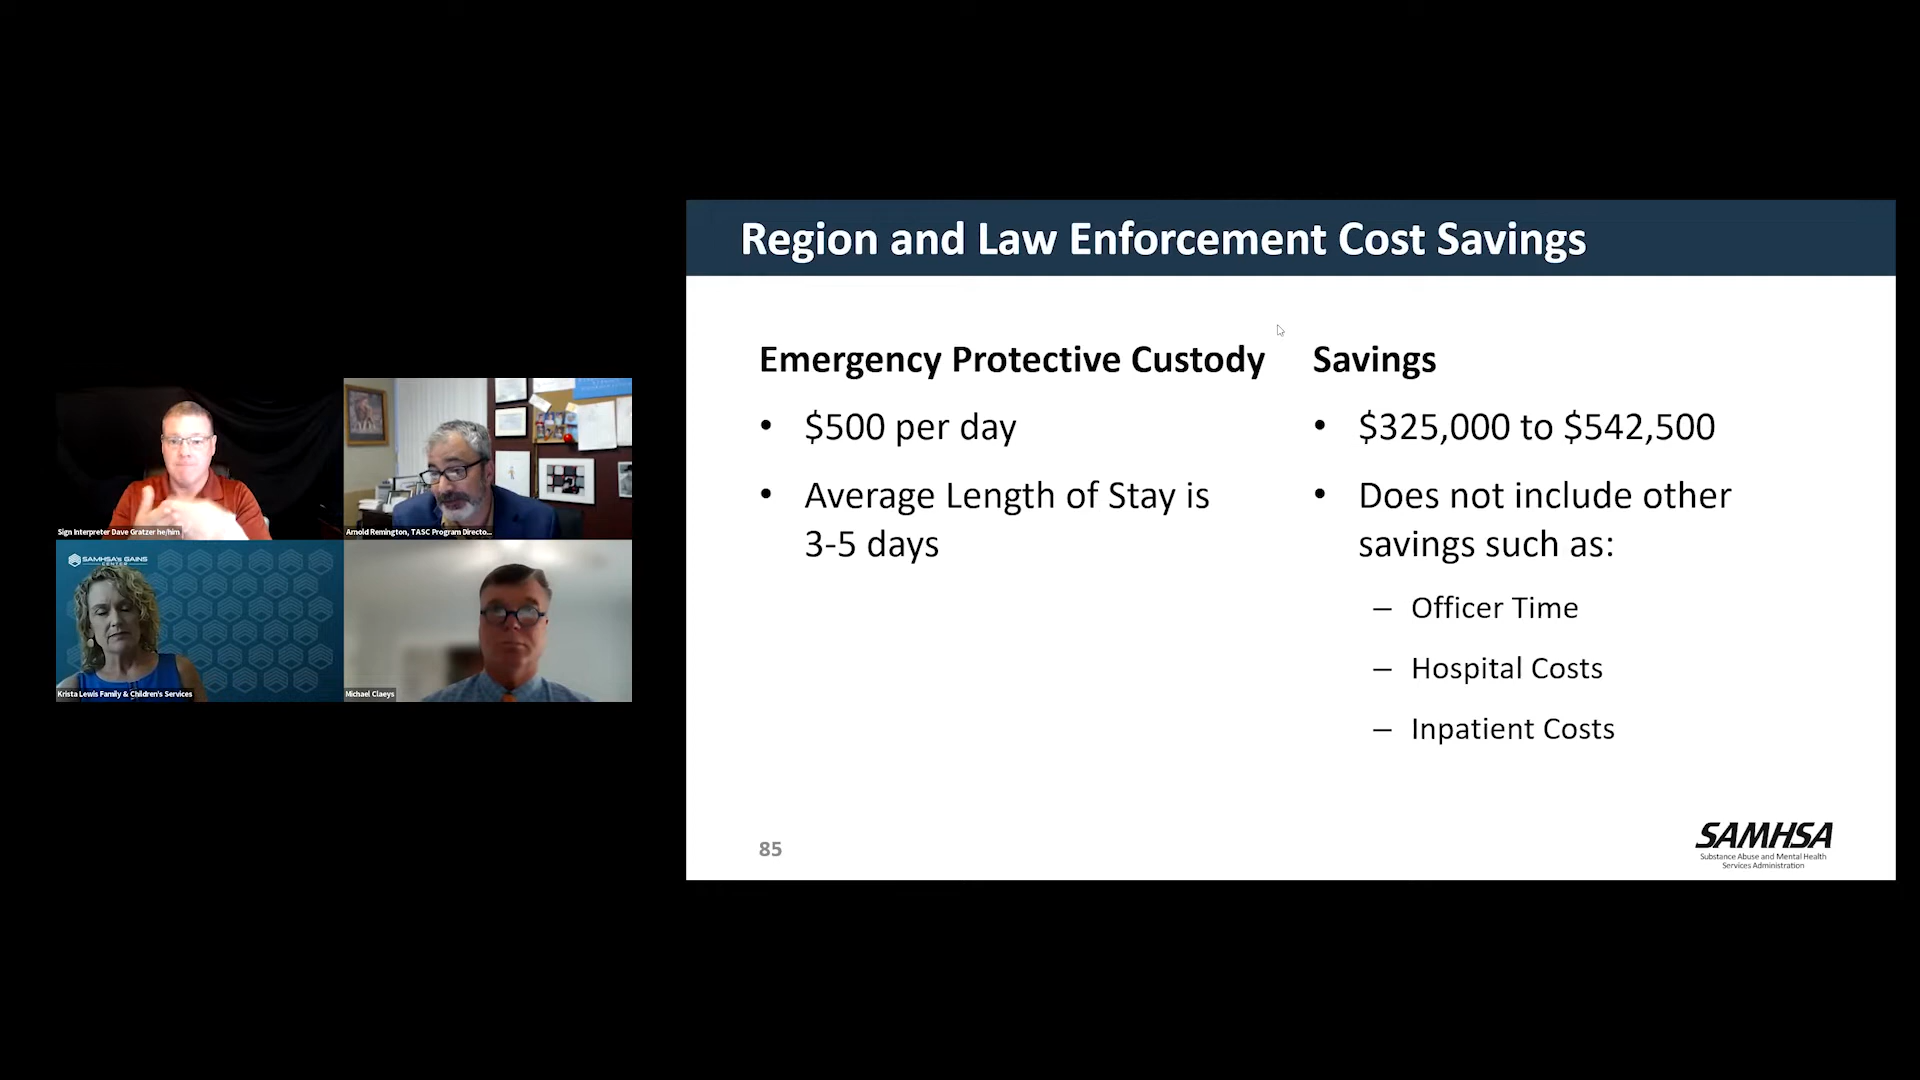 Region and Law Enforcement Cost Savings
Emergency Protective Custody
• $500 per day
• Average Length of Stay is
3-5 days
Savings
• $325,000 to $542,500
• Does not include other
savings such as:
– Officer Time
– Hospital Costs
– Inpatient Costs
85
SAMHSA
Substance Abuse and Mental Health
Services Administration
Sign Interpreter Dave Gratzer he/him
Arnold Remington, TASC Program Directo...
SAMHSA's GAINS
CENTER
Krista Lewis Family & Children's Services
Michael Claeys